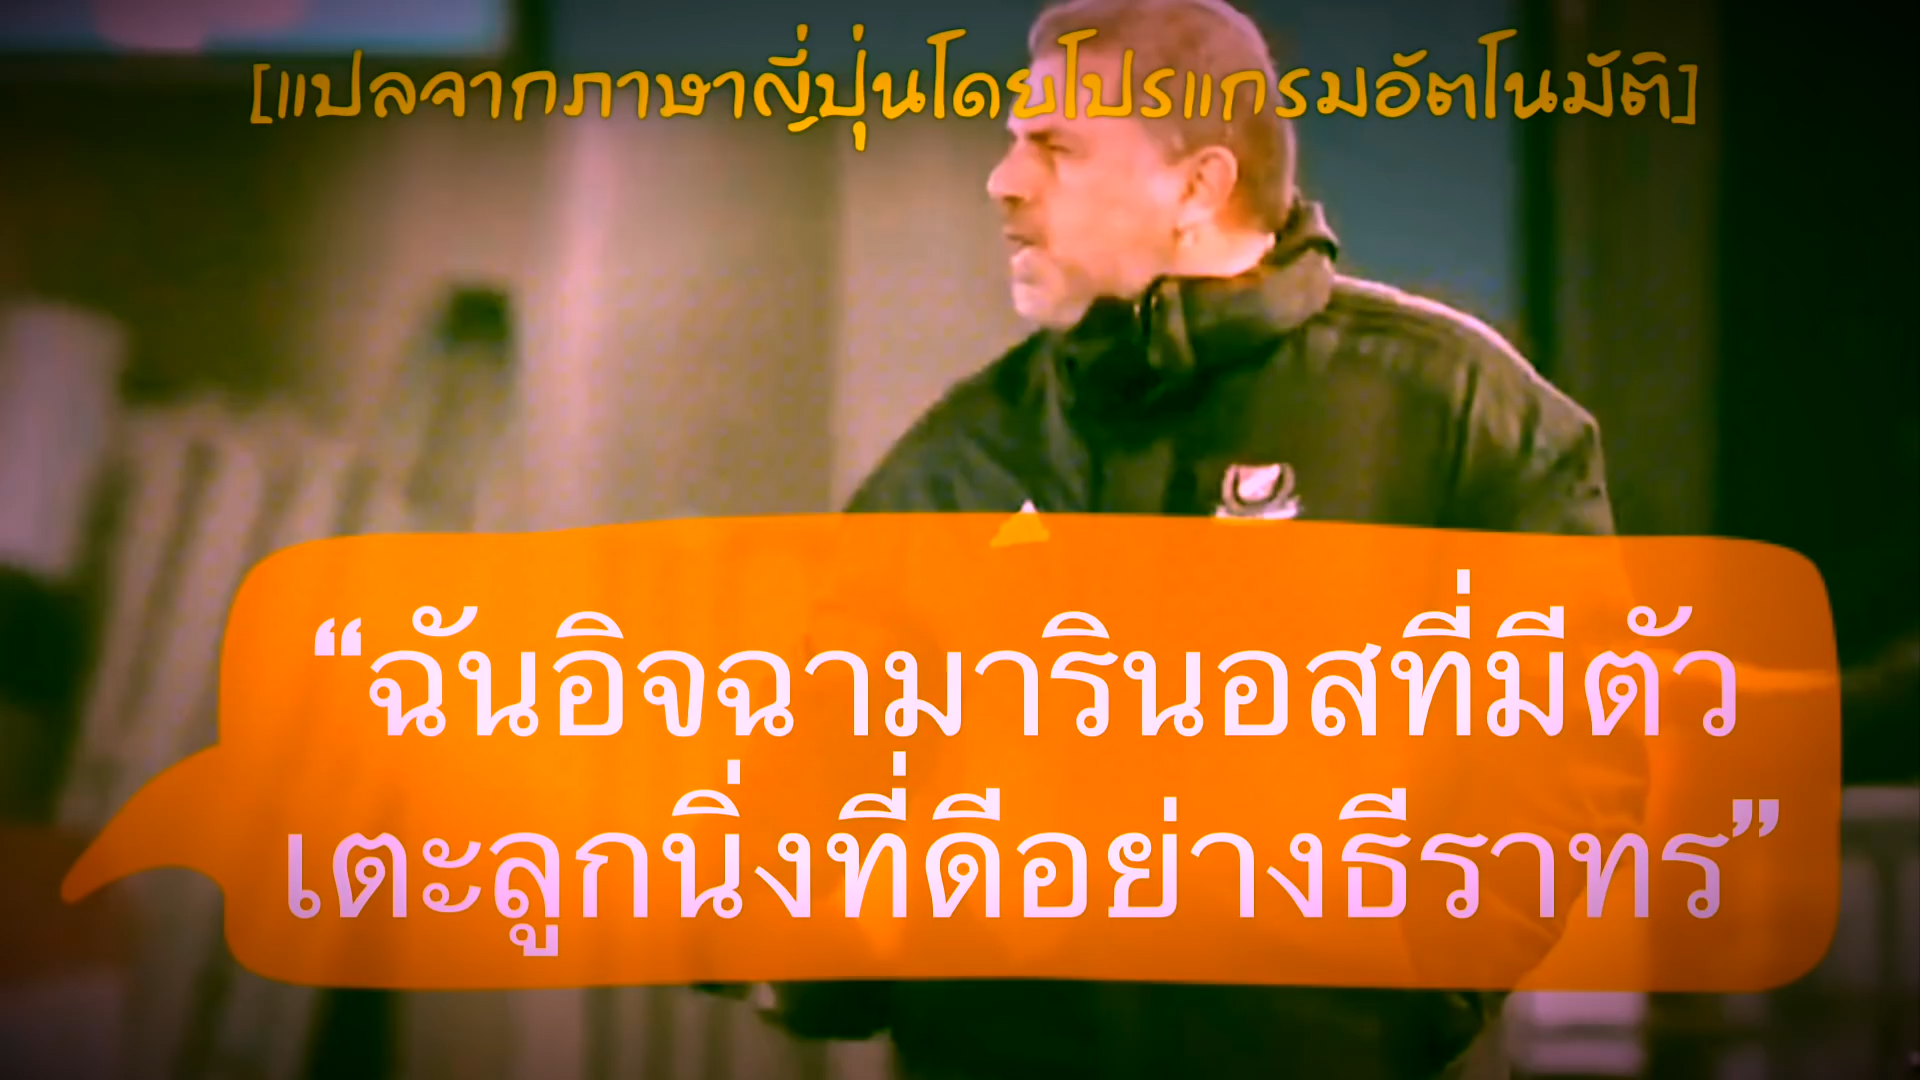 [แปลจากภาษาญี่ปุ่นโดยโปรแกรมอัตโนมัติ]
“ฉันอิจฉามารินอสที่มีตัว
เตะลูกนิ่งที่ดีอย่างธีราทร”